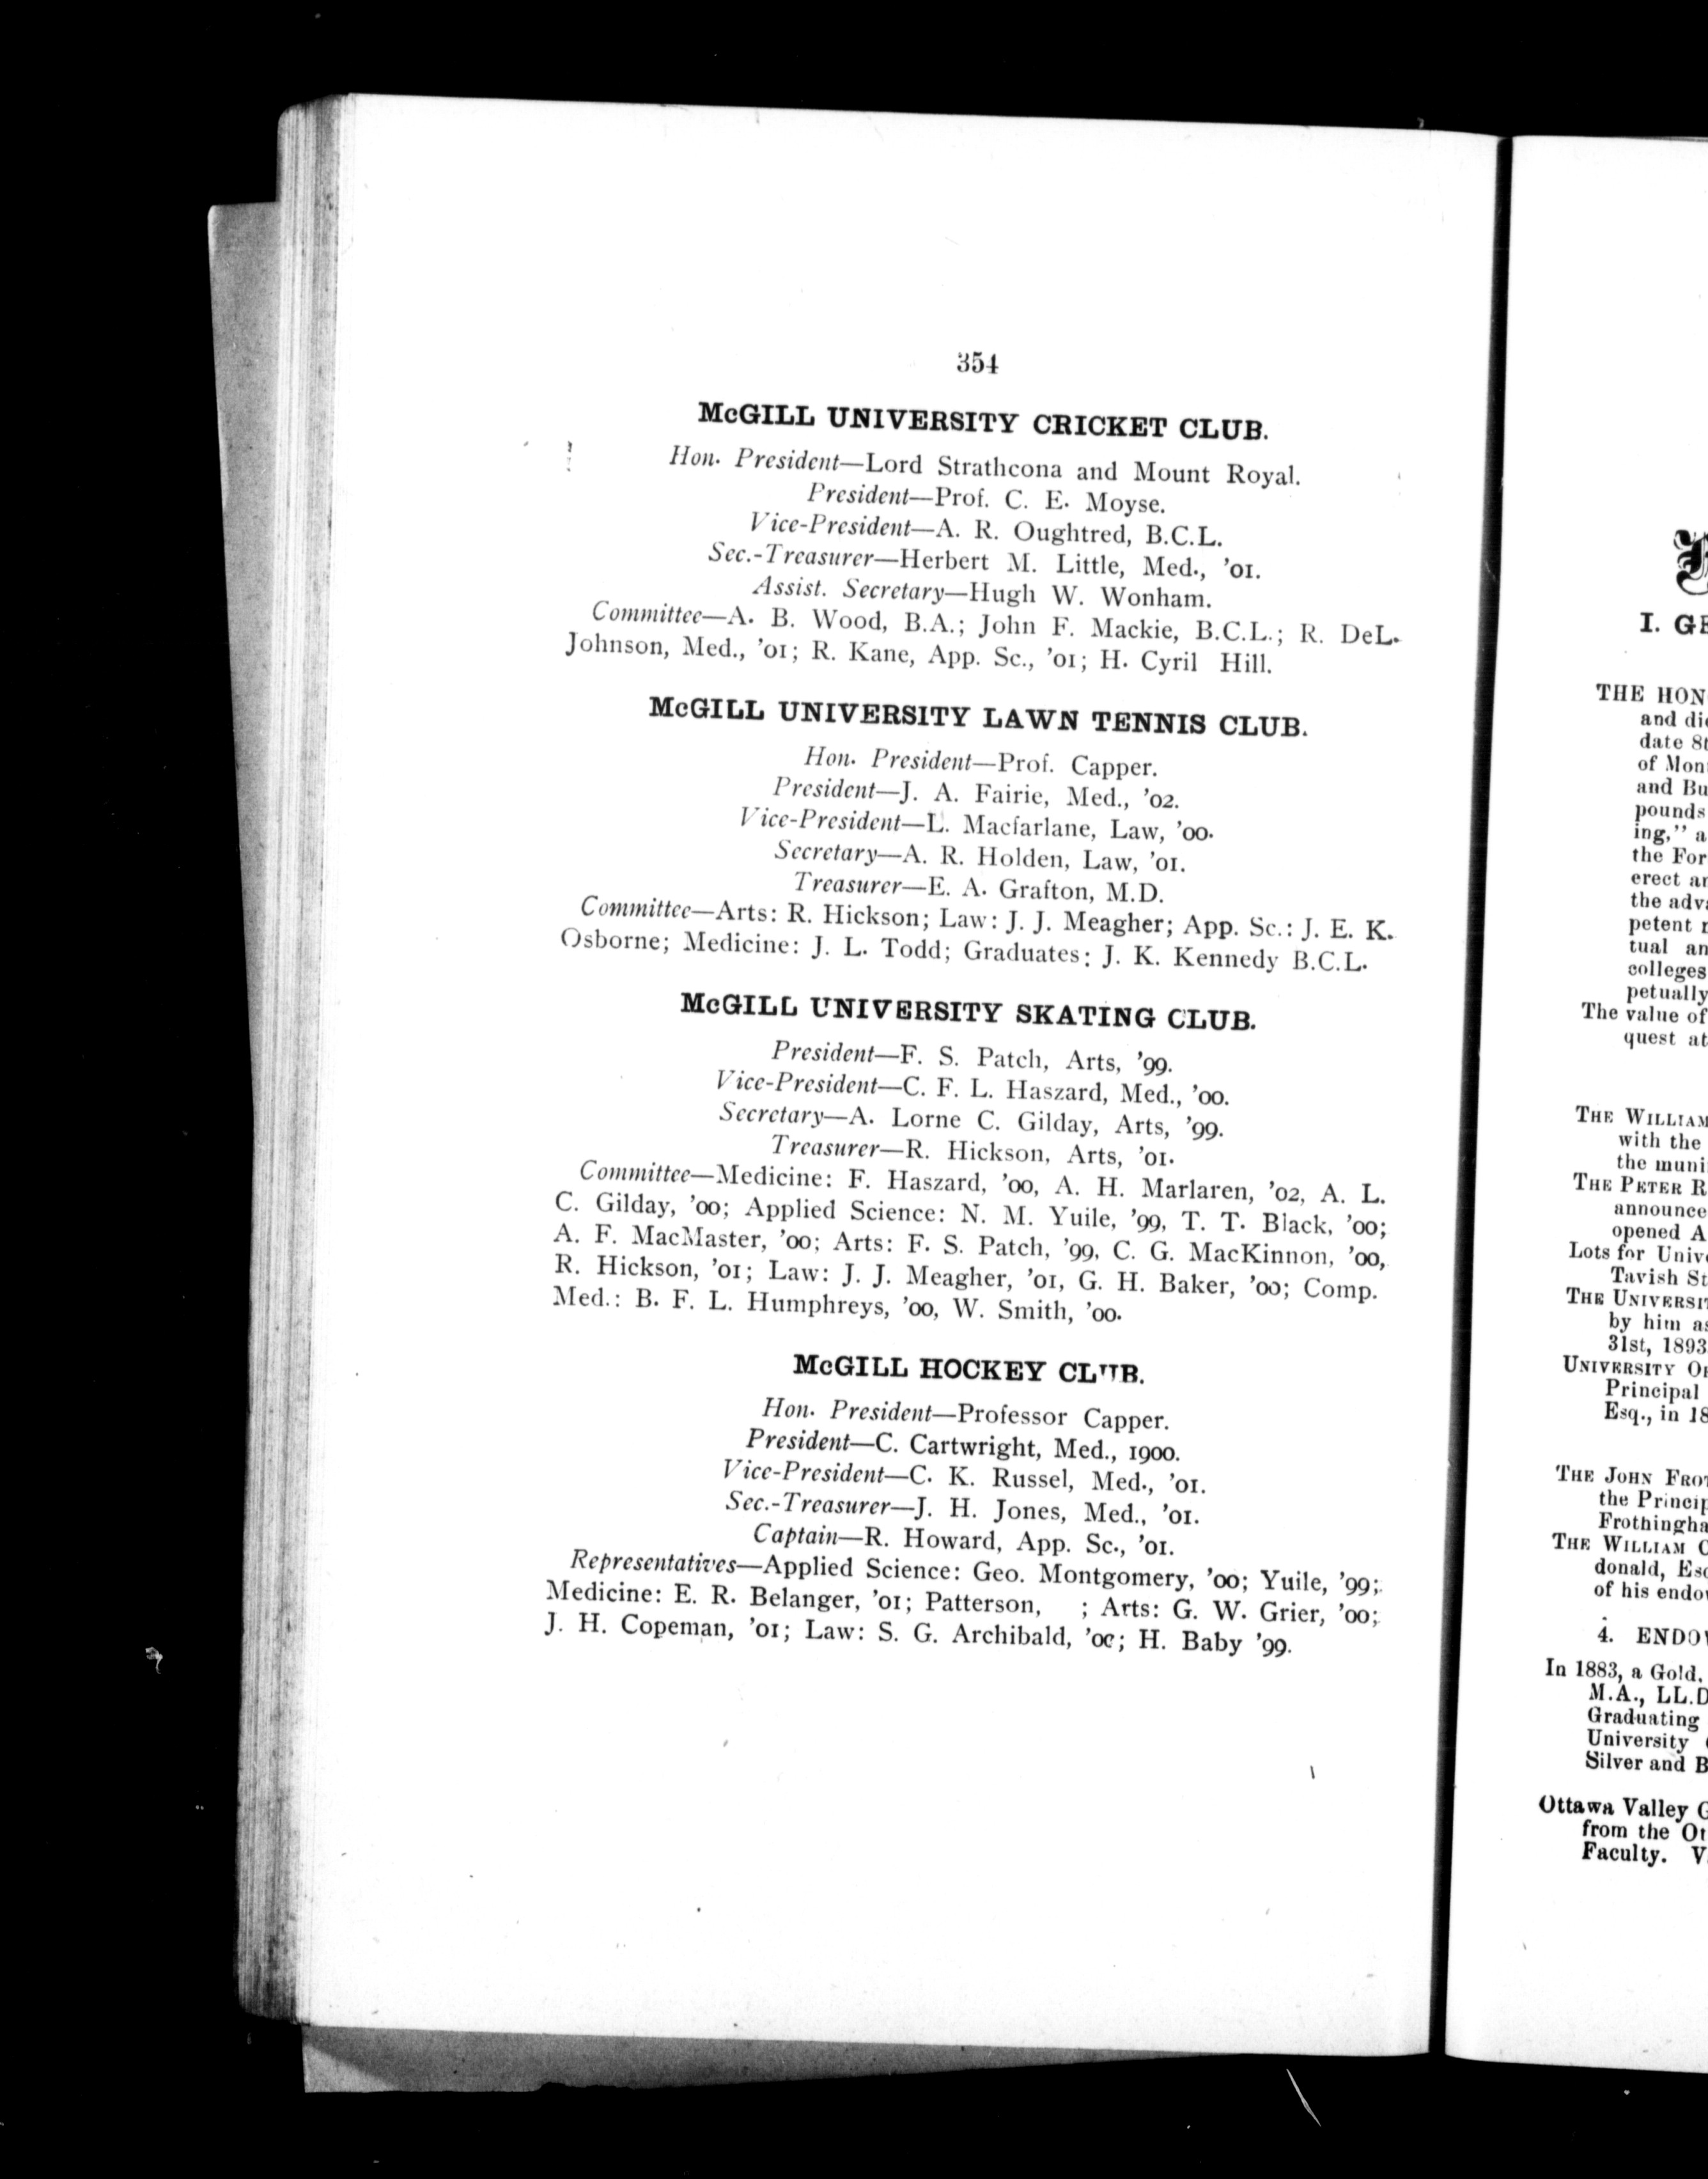 354
McGILL UNIVERSITY CRICKET CLUB.
Hon. President—Lord Strathcona and Mount Royal.
President—Prof. C. E. Moyse.
Vice-President—A. R. Oughtred, B.C.L.
Sec.-Treasurer—Herbert M. Little, Med., '01.
Assist. Secretary—Hugh W. Wonham.
Committee—A. B. Wood, B.A.; John F. Mackie, B.C.L.; R. DeL.
Johnson, Med., '01; R. Kane, App. Sc., '01; H. Cyril Hill.
McGILL UNIVERSITY LAWN TENNIS CLUB.
Hon. President—Prof. Capper.
President—J. A. Fairie, Med., '02.
Vice-President—L. Macfarlane, Law, '00.
Secretary—A. R. Holden, Law, '01.
Treasurer—E. A. Grafton, M.D.
Committee—Arts: R. Hickson; Law: J. J. Meagher; App. Sc.: J. E. K.
Osborne; Medicine: J. L. Todd; Graduates: J. K. Kennedy B.C.L.
McGILL UNIVERSITY SKATING CLUB.
President—F. S. Patch, Arts, '99.
Vice-President—C. F. L. Haszard, Med., '00.
Secretary—A. Lorne C. Gilday, Arts, '99.
Treasurer—R. Hickson, Arts, '01.
Committee—Medicine: F. Haszard, '00, A. H. Marlaren, '02, A. L.
C. Gilday, '00; Applied Science: N. M. Yuile, '99, T. T. Black, '00;
A. F. MacMaster, '00; Arts: F. S. Patch, '99, C. G. MacKinnon, '00,
R. Hickson, '01; Law: J. J. Meagher, '01, G. H. Baker, '00; Comp.
Med.: B. F. L. Humphreys, '00, W. Smith, '00.
McGILL HOCKEY CLUB.
Hon. President—Professor Capper.
President—C. Cartwright, Med., 1900.
Vice-President—C. K. Russel, Med., '01.
Sec.-Treasurer—J. H. Jones, Med., '01.
Captain—R. Howard, App. Sc., '01.
Representatives—Applied Science: Geo. Montgomery, '00; Yuile, '99;
Medicine: E. R. Belanger, '01; Patterson, ; Arts: G. W. Grier, '00;
J. H. Copeman, '01; Law: S. G. Archibald, '00; H. Baby '99.
I. GE
THE HON
and di
date 8t
of Mon
and Bu
pounds
ing," a
the For
erect an
the adv
petent
tual an
colleges
petually
The value of
quest at
THE WILLIAM
with the
the muni
THE PETER R
announce
opened A
Lots for Univ
Tavish St
THE UNIVERSI
by him as
31st, 1893
UNIVERSITY O
Principal
Esq., in 18
THE JOHN FRO
the Princip
Frothingha
THE WILLIAM C
donald, Esq
of his endo
4. ENDO
In 1883, a Gold.
M.A., LL.D
Graduating
University
Silver and B
Ottawa Valley G
from the Ot
Faculty. V